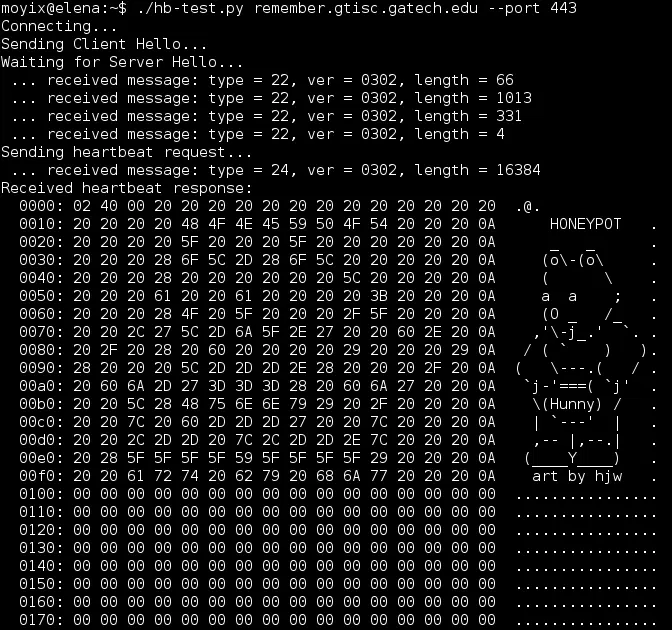 moyix@elena:~$ ./hb-test.py remember.gtisc.gatech.edu --port 443
Connecting...
Sending Client Hello...
Waiting for Server Hello...
 ... received message: type = 22, ver = 0302, length = 66
 ... received message: type = 22, ver = 0302, length = 1013
 ... received message: type = 22, ver = 0302, length = 331
 ... received message: type = 22, ver = 0302, length = 4
Sending heartbeat request...
 ... received message: type = 24, ver = 0302, length = 16384
Received heartbeat response:
  0000: 02 40 00 20 20 20 20 20 20 20 20 20 20 20 20 20  .@.
  0010: 20 20 20 20 48 4F 4E 45 59 50 4F 54 20 20 20 0A      HONEYPOT   .
  0020: 20 20 20 20 5F 20 20 20 5F 20 20 20 20 20 20 0A      _   _      .
  0030: 20 20 20 28 6F 5C 2D 28 6F 5C 20 20 20 20 20 0A     (o\-(o\     .
  0040: 20 20 20 28 20 20 20 20 20 20 5C 20 20 20 20 0A     (      \    .
  0050: 20 20 20 61 20 20 61 20 20 20 20 3B 20 20 20 0A     a  a    ;   .
  0060: 20 20 20 28 4F 20 5F 20 20 20 2F 5F 20 20 20 0A     (O _   /_   .
  0070: 20 20 2C 27 5C 2D 6A 5F 2E 27 20 20 60 2E 20 0A    ,'\-j_.'  `. .
  0080: 20 2F 20 28 20 60 20 20 20 20 29 20 20 20 29 0A   / ( `    )   ).
  0090: 28 20 20 20 5C 2D 2D 2D 2E 28 20 20 20 2F 20 0A  (   \---.(   / .
  00a0: 20 60 6A 2D 27 3D 3D 3D 28 20 60 6A 27 20 20 0A   `j-'===( `j'  .
  00b0: 20 20 5C 28 48 75 6E 6E 79 29 20 2F 20 20 20 0A    \(Hunny) /   .
  00c0: 20 20 7C 20 60 2D 2D 2D 27 20 20 7C 20 20 20 0A    | `---'  |   .
  00d0: 20 20 2C 2D 2D 20 7C 2C 2D 2D 2E 7C 20 20 20 0A    ,-- |,--.|   .
  00e0: 20 28 5F 5F 5F 5F 59 5F 5F 5F 5F 29 20 20 20 0A   (____Y____)   .
  00f0: 20 20 61 72 74 20 62 79 20 68 6A 77 20 20 20 0A    art by hjw   .
  0100: 00 00 00 00 00 00 00 00 00 00 00 00 00 00 00 00  ................
  0110: 00 00 00 00 00 00 00 00 00 00 00 00 00 00 00 00  ................
  0120: 00 00 00 00 00 00 00 00 00 00 00 00 00 00 00 00  ................
  0130: 00 00 00 00 00 00 00 00 00 00 00 00 00 00 00 00  ................
  0140: 00 00 00 00 00 00 00 00 00 00 00 00 00 00 00 00  ................
  0150: 00 00 00 00 00 00 00 00 00 00 00 00 00 00 00 00  ................
  0160: 00 00 00 00 00 00 00 00 00 00 00 00 00 00 00 00  ................
  0170: 00 00 00 00 00 00 00 00 00 00 00 00 00 00 00 00  ................